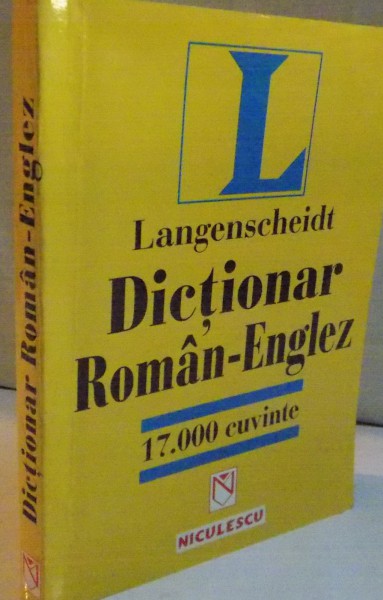 Dicționar Român-Englez
L
Langenscheidt
Dicționar
Român-Englez
17.000 cuvinte
N
NICULESCU
N